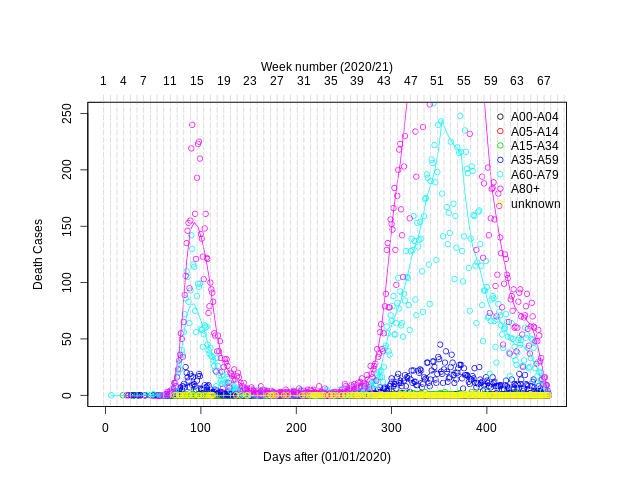 Week number (2020/21)
1 4 7 11 15 19 23 27 31 35 39 43 47 51 55 59 63 67
250
200
150
100
50
0
Death Cases
A00-A04
A05-A14
A15-A34
A35-A59
A60-A79
A80+
unknown
0 100 200 300 400
Days after (01/01/2020)